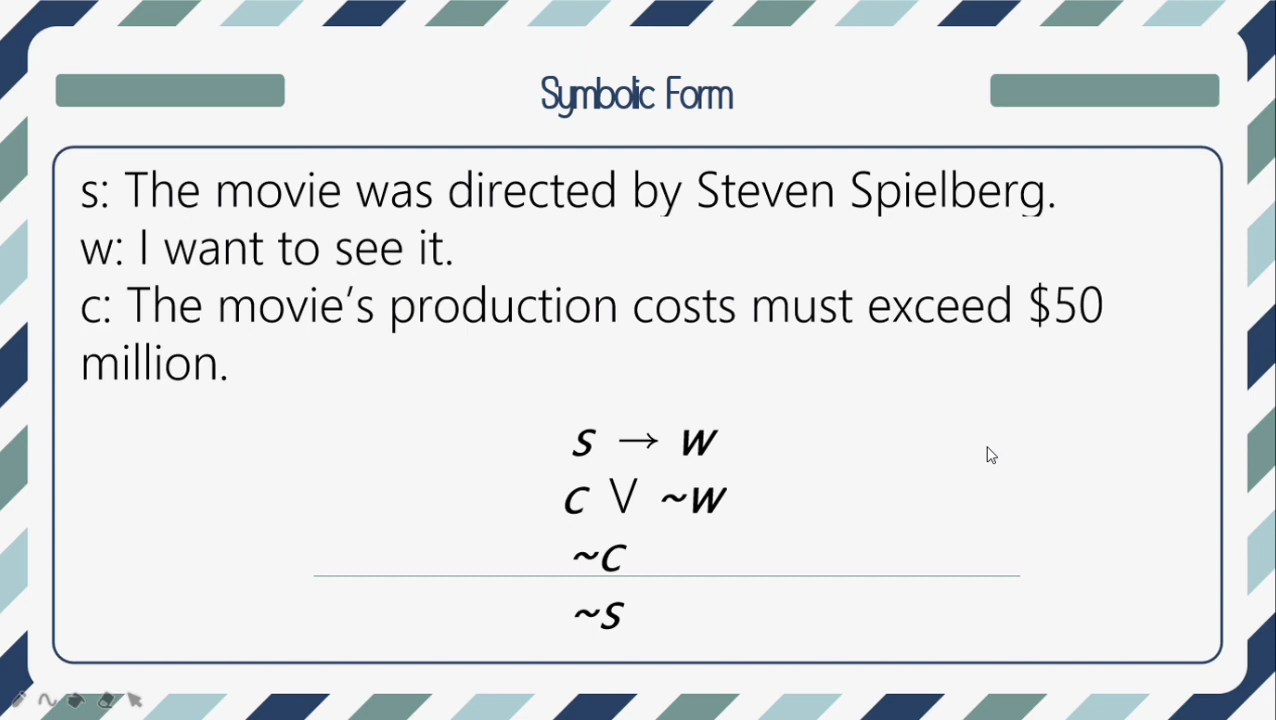 Symbolic Form
s: The movie was directed by Steven Spielberg.
w: I want to see it.
c: The movie’s production costs must exceed $50
million.
s → w
c ∨ ~w
~c
~s